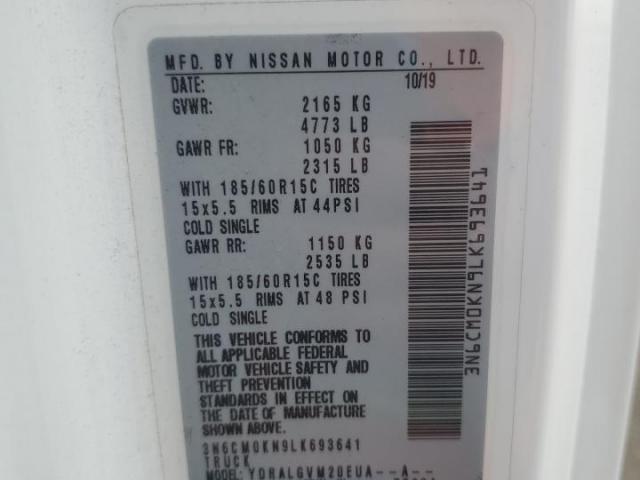 MFD. BY NISSAN MOTOR CO., LTD.
DATE: 10/19
GVWR: 2165 KG
4773 LB
GAWR FR: 1050 KG
2315 LB
WITH 185/60R15C TIRES
15x5.5 RIMS AT 44PSI
COLD SINGLE
GAWR RR: 1150 KG
2535 LB
WITH 185/60R15C TIRES
15x5.5 RIMS AT 48 PSI
COLD SINGLE
THIS VEHICLE CONFORMS TO
ALL APPLICABLE FEDERAL
MOTOR VEHICLE SAFETY AND
THEFT PREVENTION
STANDARDS IN EFFECT ON
THE DATE OF MANUFACTURE
SHOWN ABOVE.
3N6CM0KN9LK693641
TRUCK
MODEL: YDRALGVM20EUA--A--
3N6CM0KN9LK693641